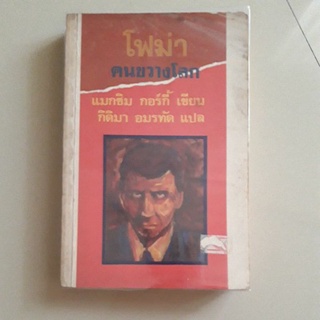 โฟม่า
คนขวางโลก
แมกซิม กอร์กี้ เขียน
กิติมา อมรทัต แปล